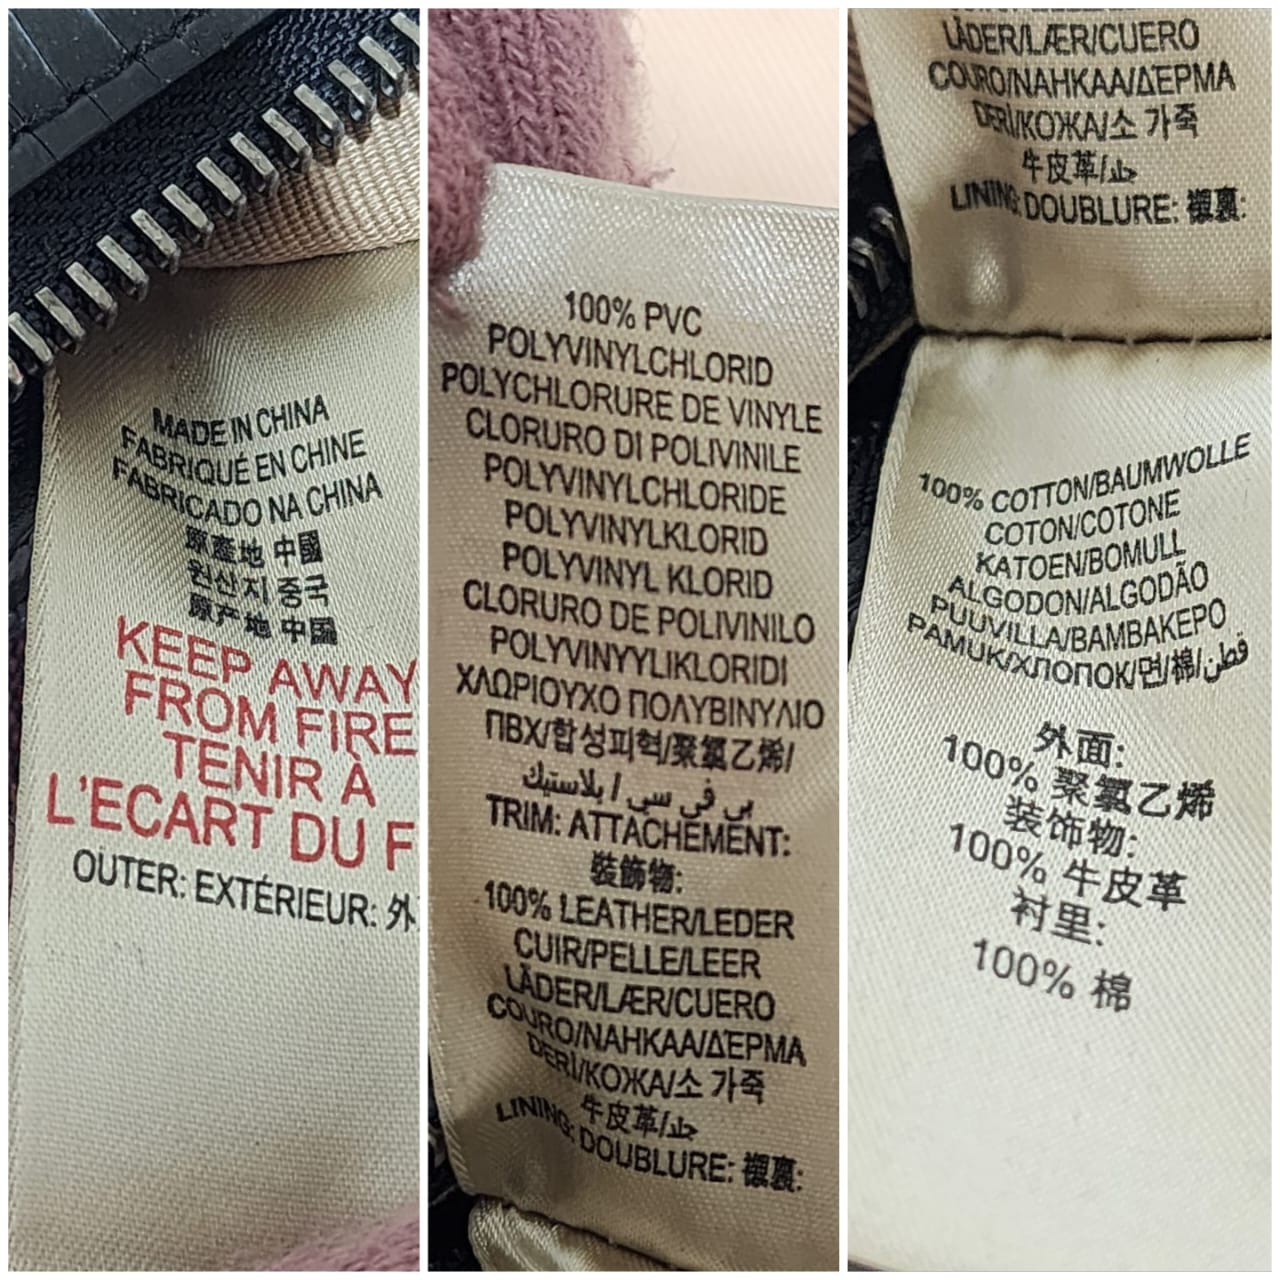 MADE IN CHINA
FABRIQUÉ EN CHINE
FABRICADO NA CHINA
原產地 中國
원산지 중국
原产地 中國
KEEP AWAY
FROM FIRE
TENIR À
L'ECART DU F
OUTER: EXTÉRIEUR: 外
100% PVC
POLYVINYLCHLORID
POLYCHLORURE DE VINYLE
CLORURO DI POLIVINILE
POLYVINYLCHLORIDE
POLYVINYLKLORID
POLYVINYL KLORID
CLORURO DE POLIVINILO
POLYVINYYLIKLORIDI
ΧΛΩΡΙΟΥΧΟ ΠΟΛΥΒΙΝΥΛΙΟ
ПВХ/합성피혁/聚氯乙烯/
بي في سي / بلاستيك
TRIM: ATTACHEMENT:
裝飾物:
100% LEATHER/LEDER
CUIR/PELLE/LEER
LÄDER/LÆR/CUERO
COURO/NAHKAA/ΔΈΡΜΑ
DERİ/КОЖА/소 가죽
牛皮革/
LINING: DOUBLURE: 襯裏:
LÄDER/LÆR/CUERO
COURO/NAHKAA/ΔΈΡΜΑ
DERİ/КОЖА/소 가죽
牛皮革/
LINING: DOUBLURE: 襯裏:
100% COTTON/BAUMWOLLE
COTON/COTONE
KATOEN/BOMULL
ALGODON/ALGODÃO
PUUVILLA/ΒΑΜΒΑΚΕΡΟ
PAMUK/ХЛОПОК/면/棉/قطن
外面:
100% 聚氯乙烯
装饰物:
100% 牛皮革
衬里:
100% 棉